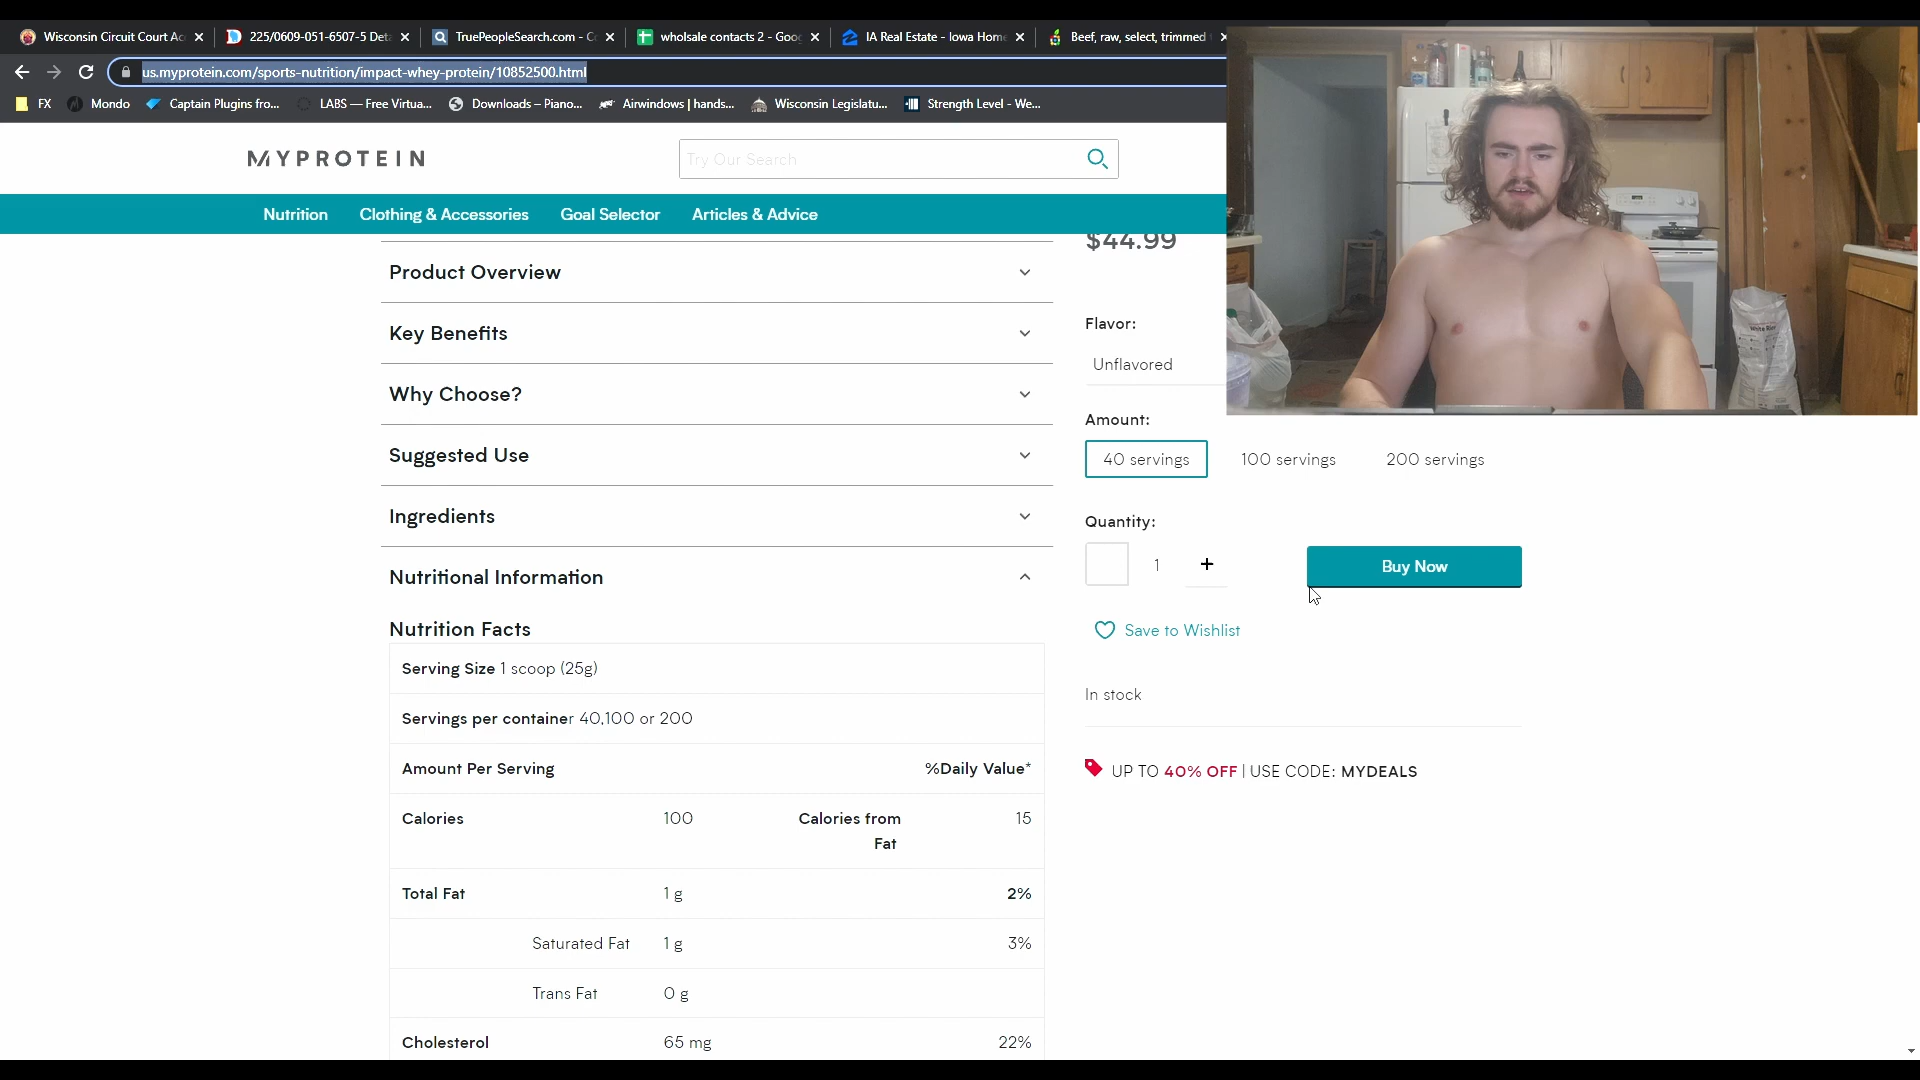 Wisconsin Circuit Court Ac
225/0609-051-6507-5 Deta
TruePeopleSearch.com - Co
wholsale contacts 2 - Goog
IA Real Estate - Iowa Home
Beef, raw, select, trimmed
us.myprotein.com/sports-nutrition/impact-whey-protein/10852500.html
FX
Mondo
Captain Plugins fro...
LABS — Free Virtua...
Downloads – Piano...
Airwindows | hands...
Wisconsin Legislatu...
Strength Level - We...
MYPROTEIN
Try Our Search
Nutrition
Clothing & Accessories
Goal Selector
Articles & Advice
$44.99
Product Overview
Key Benefits
Why Choose?
Suggested Use
Ingredients
Nutritional Information
Nutrition Facts
Serving Size 1 scoop (25g)
Servings per container 40,100 or 200
Amount Per Serving %Daily Value*
Calories 100 Calories from Fat 15
Total Fat 1 g 2%
Saturated Fat 1 g 3%
Trans Fat 0 g
Cholesterol 65 mg 22%
Flavor:
Unflavored
Amount:
40 servings
100 servings
200 servings
Quantity:
1 +
Buy Now
Save to Wishlist
In stock
UP TO 40% OFF | USE CODE: MYDEALS
White Rice